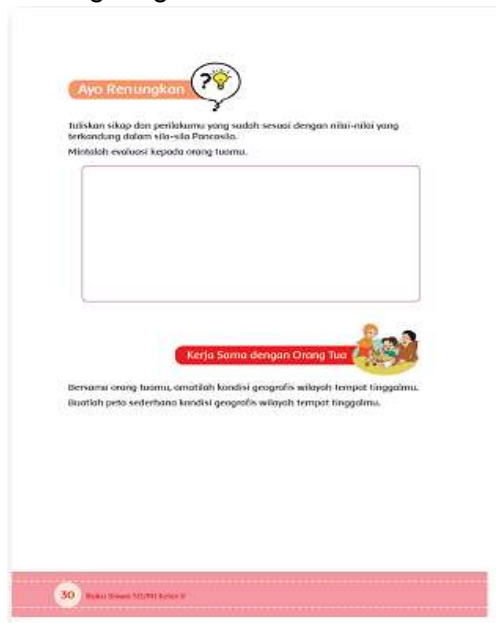 Ayo Renungkan
Tuliskan sikap dan perilakumu yang sudah sesuai dengan nilai-nilai yang
terkandung dalam sila-sila Pancasila.
Mintalah evaluasi kepada orang tuamu.
Kerja Sama dengan Orang Tua
Bersama orang tuamu, amatilah kondisi geografis wilayah tempat tinggalmu.
Buatlah peta sederhana kondisi geografis wilayah tempat tinggalmu.
30 Buku Siswa SD/MI Kelas V